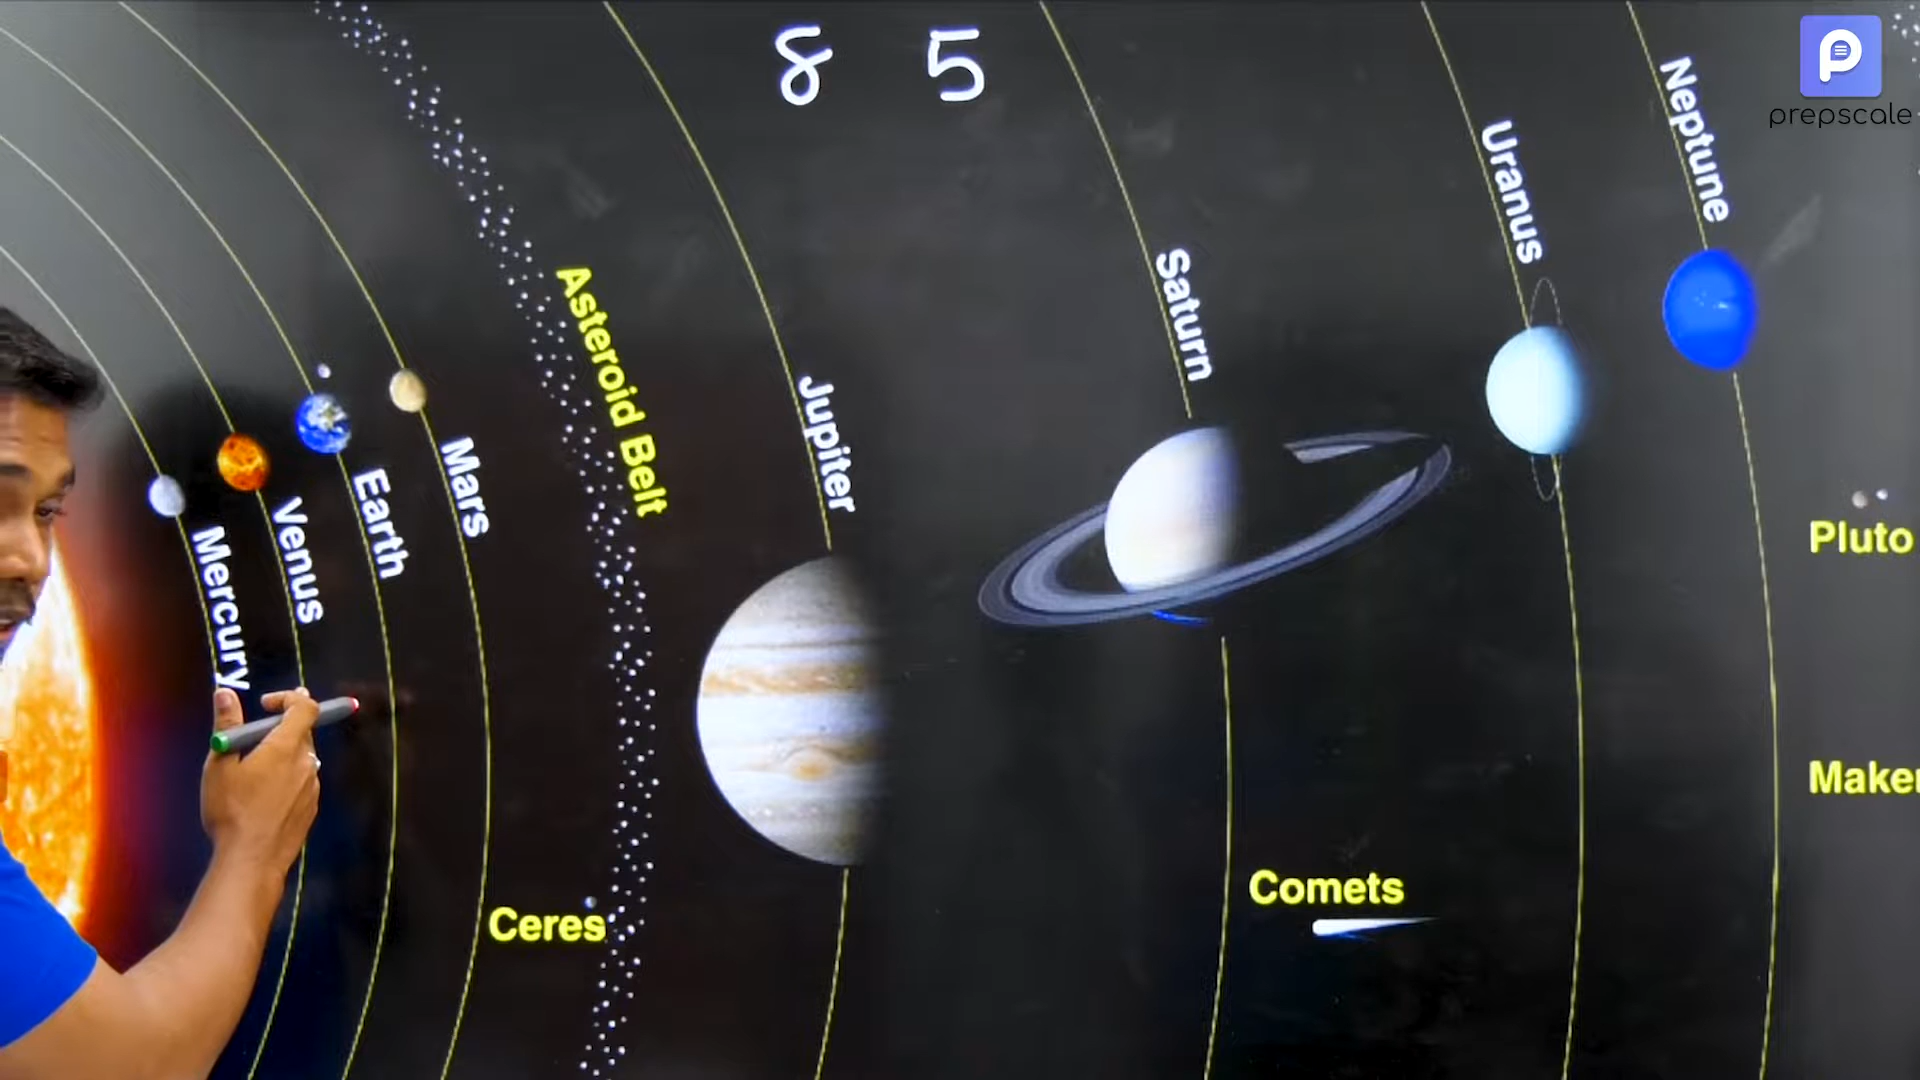 8 5
prepscale
Neptune
Uranus
Saturn
Asteroid Belt
Jupiter
Mars
Earth
Venus
Mercury
Pluto
Comets
Ceres